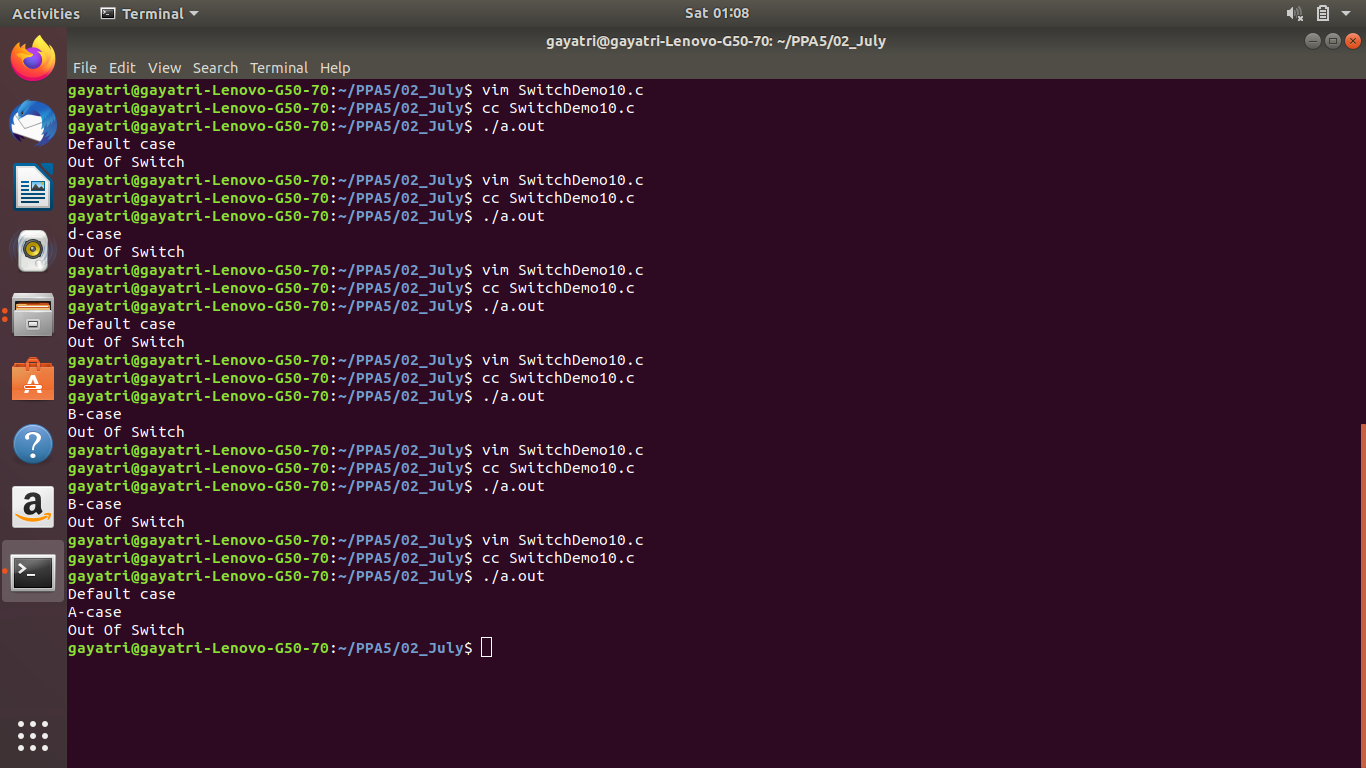 Activities Terminal Sat 01:08
gayatri@gayatri-Lenovo-G50-70: ~/PPA5/02_July
File Edit View Search Terminal Help
gayatri@gayatri-Lenovo-G50-70:~/PPA5/02_July$ vim SwitchDemo10.c
gayatri@gayatri-Lenovo-G50-70:~/PPA5/02_July$ cc SwitchDemo10.c
gayatri@gayatri-Lenovo-G50-70:~/PPA5/02_July$ ./a.out
Default case
Out Of Switch
gayatri@gayatri-Lenovo-G50-70:~/PPA5/02_July$ vim SwitchDemo10.c
gayatri@gayatri-Lenovo-G50-70:~/PPA5/02_July$ cc SwitchDemo10.c
gayatri@gayatri-Lenovo-G50-70:~/PPA5/02_July$ ./a.out
d-case
Out Of Switch
gayatri@gayatri-Lenovo-G50-70:~/PPA5/02_July$ vim SwitchDemo10.c
gayatri@gayatri-Lenovo-G50-70:~/PPA5/02_July$ cc SwitchDemo10.c
gayatri@gayatri-Lenovo-G50-70:~/PPA5/02_July$ ./a.out
Default case
Out Of Switch
gayatri@gayatri-Lenovo-G50-70:~/PPA5/02_July$ vim SwitchDemo10.c
gayatri@gayatri-Lenovo-G50-70:~/PPA5/02_July$ cc SwitchDemo10.c
gayatri@gayatri-Lenovo-G50-70:~/PPA5/02_July$ ./a.out
B-case
Out Of Switch
gayatri@gayatri-Lenovo-G50-70:~/PPA5/02_July$ vim SwitchDemo10.c
gayatri@gayatri-Lenovo-G50-70:~/PPA5/02_July$ cc SwitchDemo10.c
gayatri@gayatri-Lenovo-G50-70:~/PPA5/02_July$ ./a.out
B-case
Out Of Switch
gayatri@gayatri-Lenovo-G50-70:~/PPA5/02_July$ vim SwitchDemo10.c
gayatri@gayatri-Lenovo-G50-70:~/PPA5/02_July$ cc SwitchDemo10.c
gayatri@gayatri-Lenovo-G50-70:~/PPA5/02_July$ ./a.out
Default case
A-case
Out Of Switch
gayatri@gayatri-Lenovo-G50-70:~/PPA5/02_July$